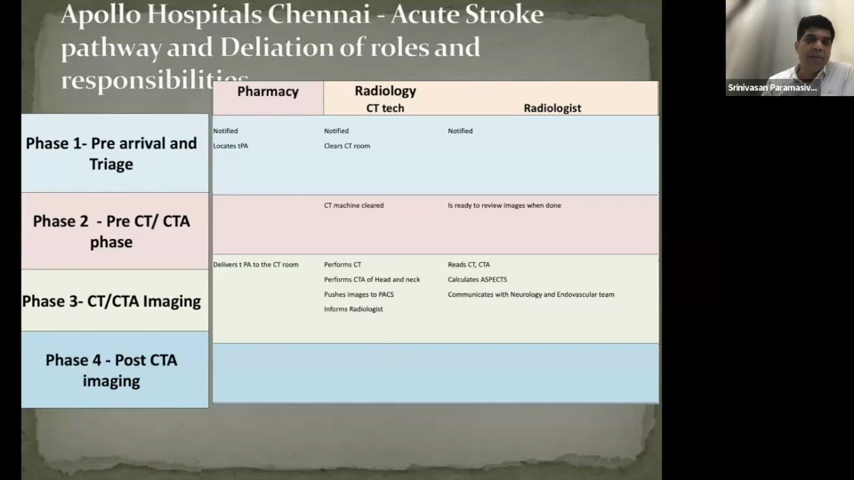 Apollo Hospitals Chennai - Acute Stroke
pathway and Deliation of roles and
responsibilities
Srinivasan Paramasiv...
Pharmacy
Radiology
CT tech
Radiologist
Phase 1- Pre arrival and
Triage
Notified
Locates tPA
Notified
Clears CT room
Notified
Phase 2 - Pre CT/ CTA
phase
CT machine cleared
Is ready to review images when done
Phase 3- CT/CTA Imaging
Delivers t PA to the CT room
Performs CT
Performs CTA of Head and neck
Pushes images to PACS
Informs Radiologist
Reads CT, CTA
Calculates ASPECTS
Communicates with Neurology and Endovascular team
Phase 4 - Post CTA
imaging